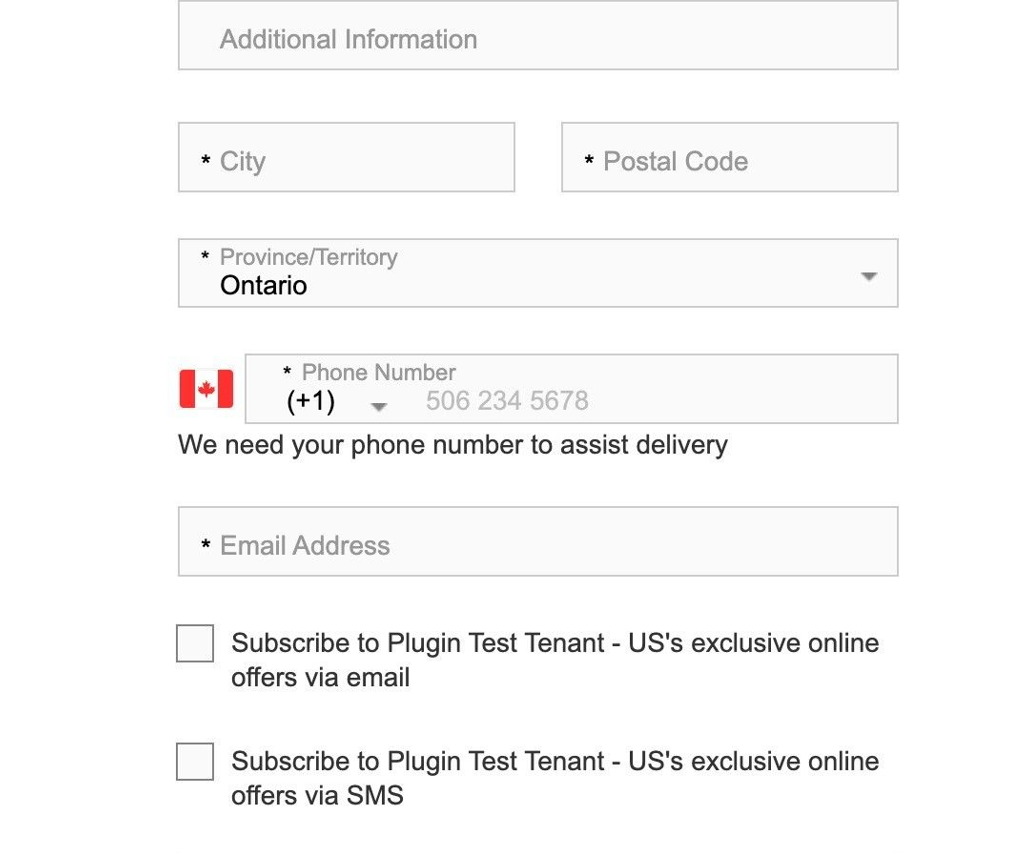 Additional Information
* City
* Postal Code
* Province/Territory
Ontario
* Phone Number
(+1) 506 234 5678
We need your phone number to assist delivery
* Email Address
Subscribe to Plugin Test Tenant - US's exclusive online
offers via email
Subscribe to Plugin Test Tenant - US's exclusive online
offers via SMS